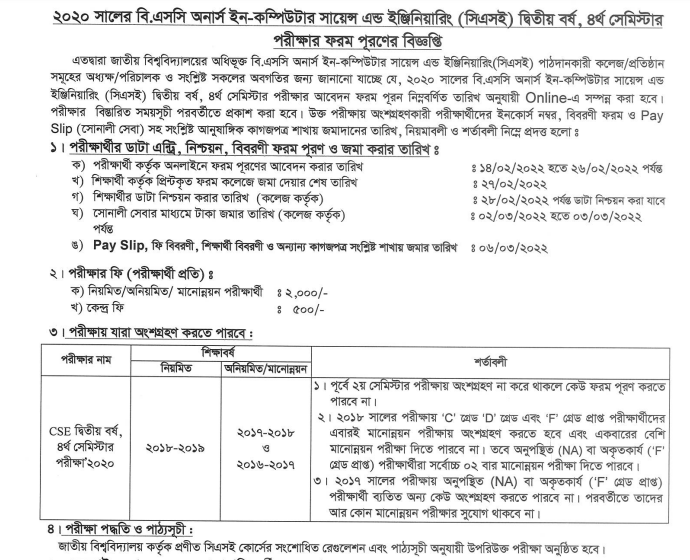 ২০২০ সালের বি.এসসি অনার্স ইন-কম্পিউটার সায়েন্স এন্ড ইঞ্জিনিয়ারিং (সিএসই) দ্বিতীয় বর্ষ, ৪র্থ সেমিস্টার
পরীক্ষার ফরম পূরণের বিজ্ঞপ্তি
এতদ্বারা জাতীয় বিশ্ববিদ্যালয়ের অধিভুক্ত বি.এসসি অনার্স ইন-কম্পিউটার সায়েন্স এন্ড ইঞ্জিনিয়ারিং(সিএসই) পাঠদানকারী কলেজ/প্রতিষ্ঠান
সমূহের অধ্যক্ষ/পরিচালক ও সংশ্লিষ্ট সকলের অবগতির জন্য জানানো যাচ্ছে যে, ২০২০ সালের বি.এসসি অনার্স ইন-কম্পিউটার সায়েন্স এন্ড
ইঞ্জিনিয়ারিং (সিএসই) দ্বিতীয় বর্ষ, ৪র্থ সেমিস্টার পরীক্ষার আবেদন ফরম পূরন নিম্নবর্ণিত তারিখ অনুযায়ী Online-এ সম্পন্ন করা হবে।
পরীক্ষার বিস্তারিত সময়সূচী পরবর্তীতে প্রকাশ করা হবে। উক্ত পরীক্ষায় অংশগ্রহণকারী পরীক্ষার্থীদের ইনকোর্স নম্বর, বিবরণী ফরম ও Pay
Slip (সোনালী সেবা) সহ সংশ্লিষ্ট আনুষাঙ্গিক কাগজপত্র শাখায় জমাদানের তারিখ, নিয়মাবলী ও শর্তাবলী নিম্নে প্রদত্ত হলো ঃ
১। পরীক্ষার্থীর ডাটা এন্ট্রি, নিশ্চয়ন, বিবরণী ফরম পূরণ ও জমা করার তারিখ ঃ
ক) পরীক্ষার্থী কর্তৃক অনলাইনে ফরম পূরণের আবেদন করার তারিখ ঃ ১৪/০২/২০২২ হতে ২৬/০২/২০২২ পর্যন্ত
খ) শিক্ষার্থী কর্তৃক প্রিন্টকৃত ফরম কলেজে জমা দেয়ার শেষ তারিখ ঃ ২৭/০২/২০২২
গ) শিক্ষার্থীর ডাটা নিশ্চয়ন করার তারিখ (কলেজ কর্তৃক) ঃ ২৮/০২/২০২২ পর্যন্ত ডাটা নিশ্চয়ন করা যাবে
ঘ) সোনালী সেবার মাধ্যমে টাকা জমার তারিখ (কলেজ কর্তৃক) ঃ ০২/০৩/২০২২ হতে ০৩/০৩/২০২২
পর্যন্ত
ঙ) Pay Slip, ফি বিবরণী, শিক্ষার্থী বিবরণী ও অন্যান্য কাগজপত্র সংশ্লিষ্ট শাখায় জমার তারিখ ঃ ০৬/০৩/২০২২
২। পরীক্ষার ফি (পরীক্ষার্থী প্রতি) ঃ
ক) নিয়মিত/অনিয়মিত/ মানোন্নয়ন পরীক্ষার্থী ঃ ২,০০০/-
খ) কেন্দ্র ফি ঃ ৫০০/-
৩। পরীক্ষায় যারা অংশগ্রহণ করতে পারবে :
পরীক্ষার নাম শিক্ষাবর্ষ শর্তাবলী
নিয়মিত অনিয়মিত/মানোন্নয়ন
CSE দ্বিতীয় বর্ষ,
৪র্থ সেমিস্টার
পরীক্ষা'২০২০
২০১৮-২০১৯
২০১৭-২০১৮
ও
২০১৬-২০১৭
১। পূর্বে ২য় সেমিস্টার পরীক্ষায় অংশগ্রহণ না করে থাকলে কেউ ফরম পূরণ করতে
পারবে না।
২। ২০১৮ সালের পরীক্ষায় 'C' গ্রেড 'D' গ্রেড এবং 'F' গ্রেড প্রাপ্ত পরীক্ষার্থীদের
এবারই মানোন্নয়ন পরীক্ষায় অংশগ্রহণ করতে হবে এবং একবারের বেশি
মানোন্নয়ন পরীক্ষা দিতে পারবে না। তবে অনুপস্থিত (NA) বা অকৃতকার্য ('F'
গ্রেড প্রাপ্ত) পরীক্ষার্থীরা সর্বোচ্চ ০২ বার মানোন্নয়ন পরীক্ষা দিতে পারবে।
৩। ২০১৭ সালের পরীক্ষায় অনুপস্থিত (NA) বা অকৃতকার্য ('F' গ্রেড প্রাপ্ত)
পরীক্ষার্থী ব্যতিত অন্য কেউ অংশগ্রহণ করতে পারবে না। পরবর্তীতে তাদের
আর কোন মানোন্নয়ন পরীক্ষার সুযোগ থাকবে না।
৪। পরীক্ষা পদ্ধতি ও পাঠ্যসূচী :
জাতীয় বিশ্ববিদ্যালয় কর্তৃক প্রণীত সিএসই কোর্সের সংশোধিত রেগুলেশন এবং পাঠ্যসূচী অনুযায়ী উপরিউক্ত পরীক্ষা অনুষ্ঠিত হবে।